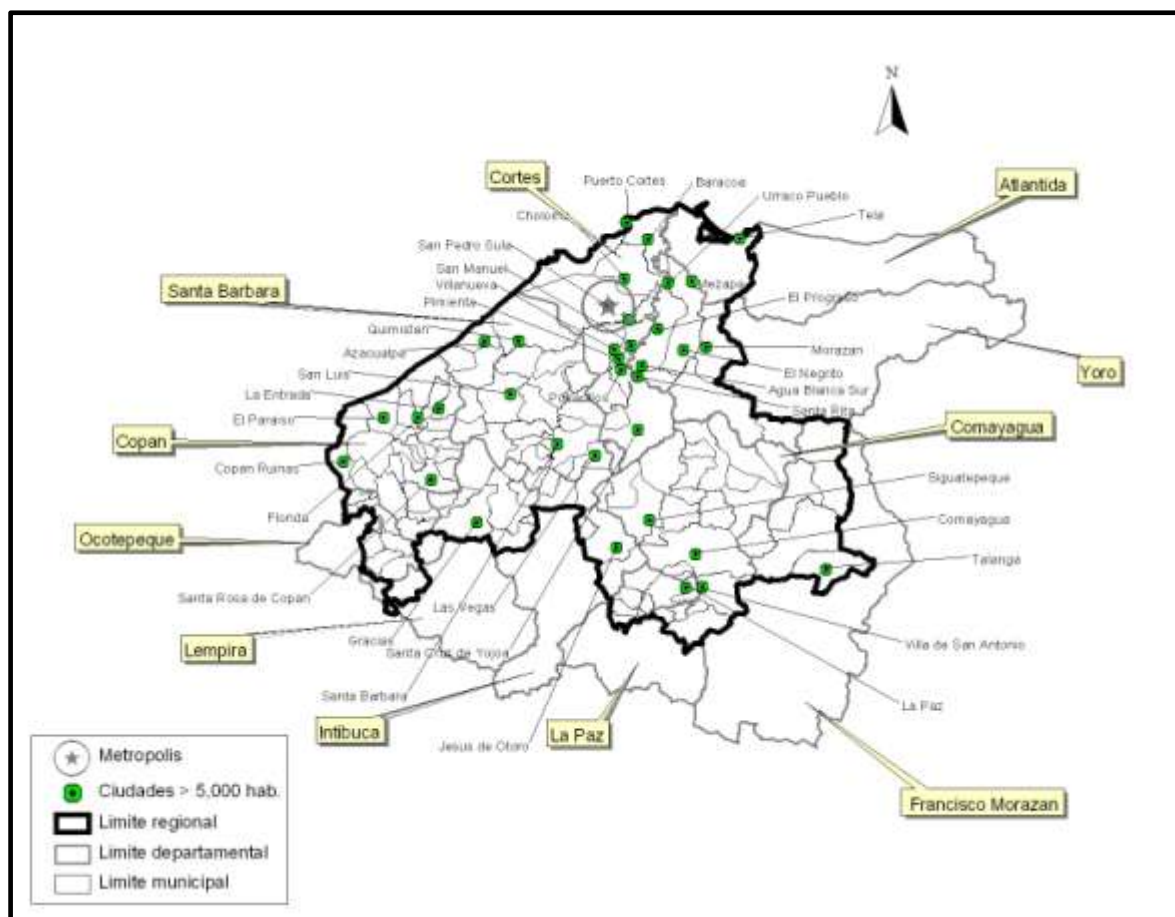 N
Puerto Cortes
Baracoa
Cortes
Urraco Pueblo
Atlantida
Choloma
Tela
San Pedro Sula
San Manuel
Villanueva
Mezapa
Santa Barbara
Pimienta
El Progreso
Quimistan
Azacualpa
Morazan
San Luis
El Negrito
Yoro
La Entrada
Agua Blanca Sur
Potrerillos
Santa Rita
El Paraiso
Copan
Comayagua
Copan Ruinas
Siguatepeque
Florida
Comayagua
Ocotepeque
Talanga
Santa Rosa de Copan
Las Vegas
Gracias
Lempira
Santa Cruz de Yojoa
Villa de San Antonio
Santa Barbara
La Paz
Intibuca
La Paz
Jesus de Otoro
Francisco Morazan
Metropolis
Ciudades > 5,000 hab.
Limite regional
Limite departamental
Limite municipal